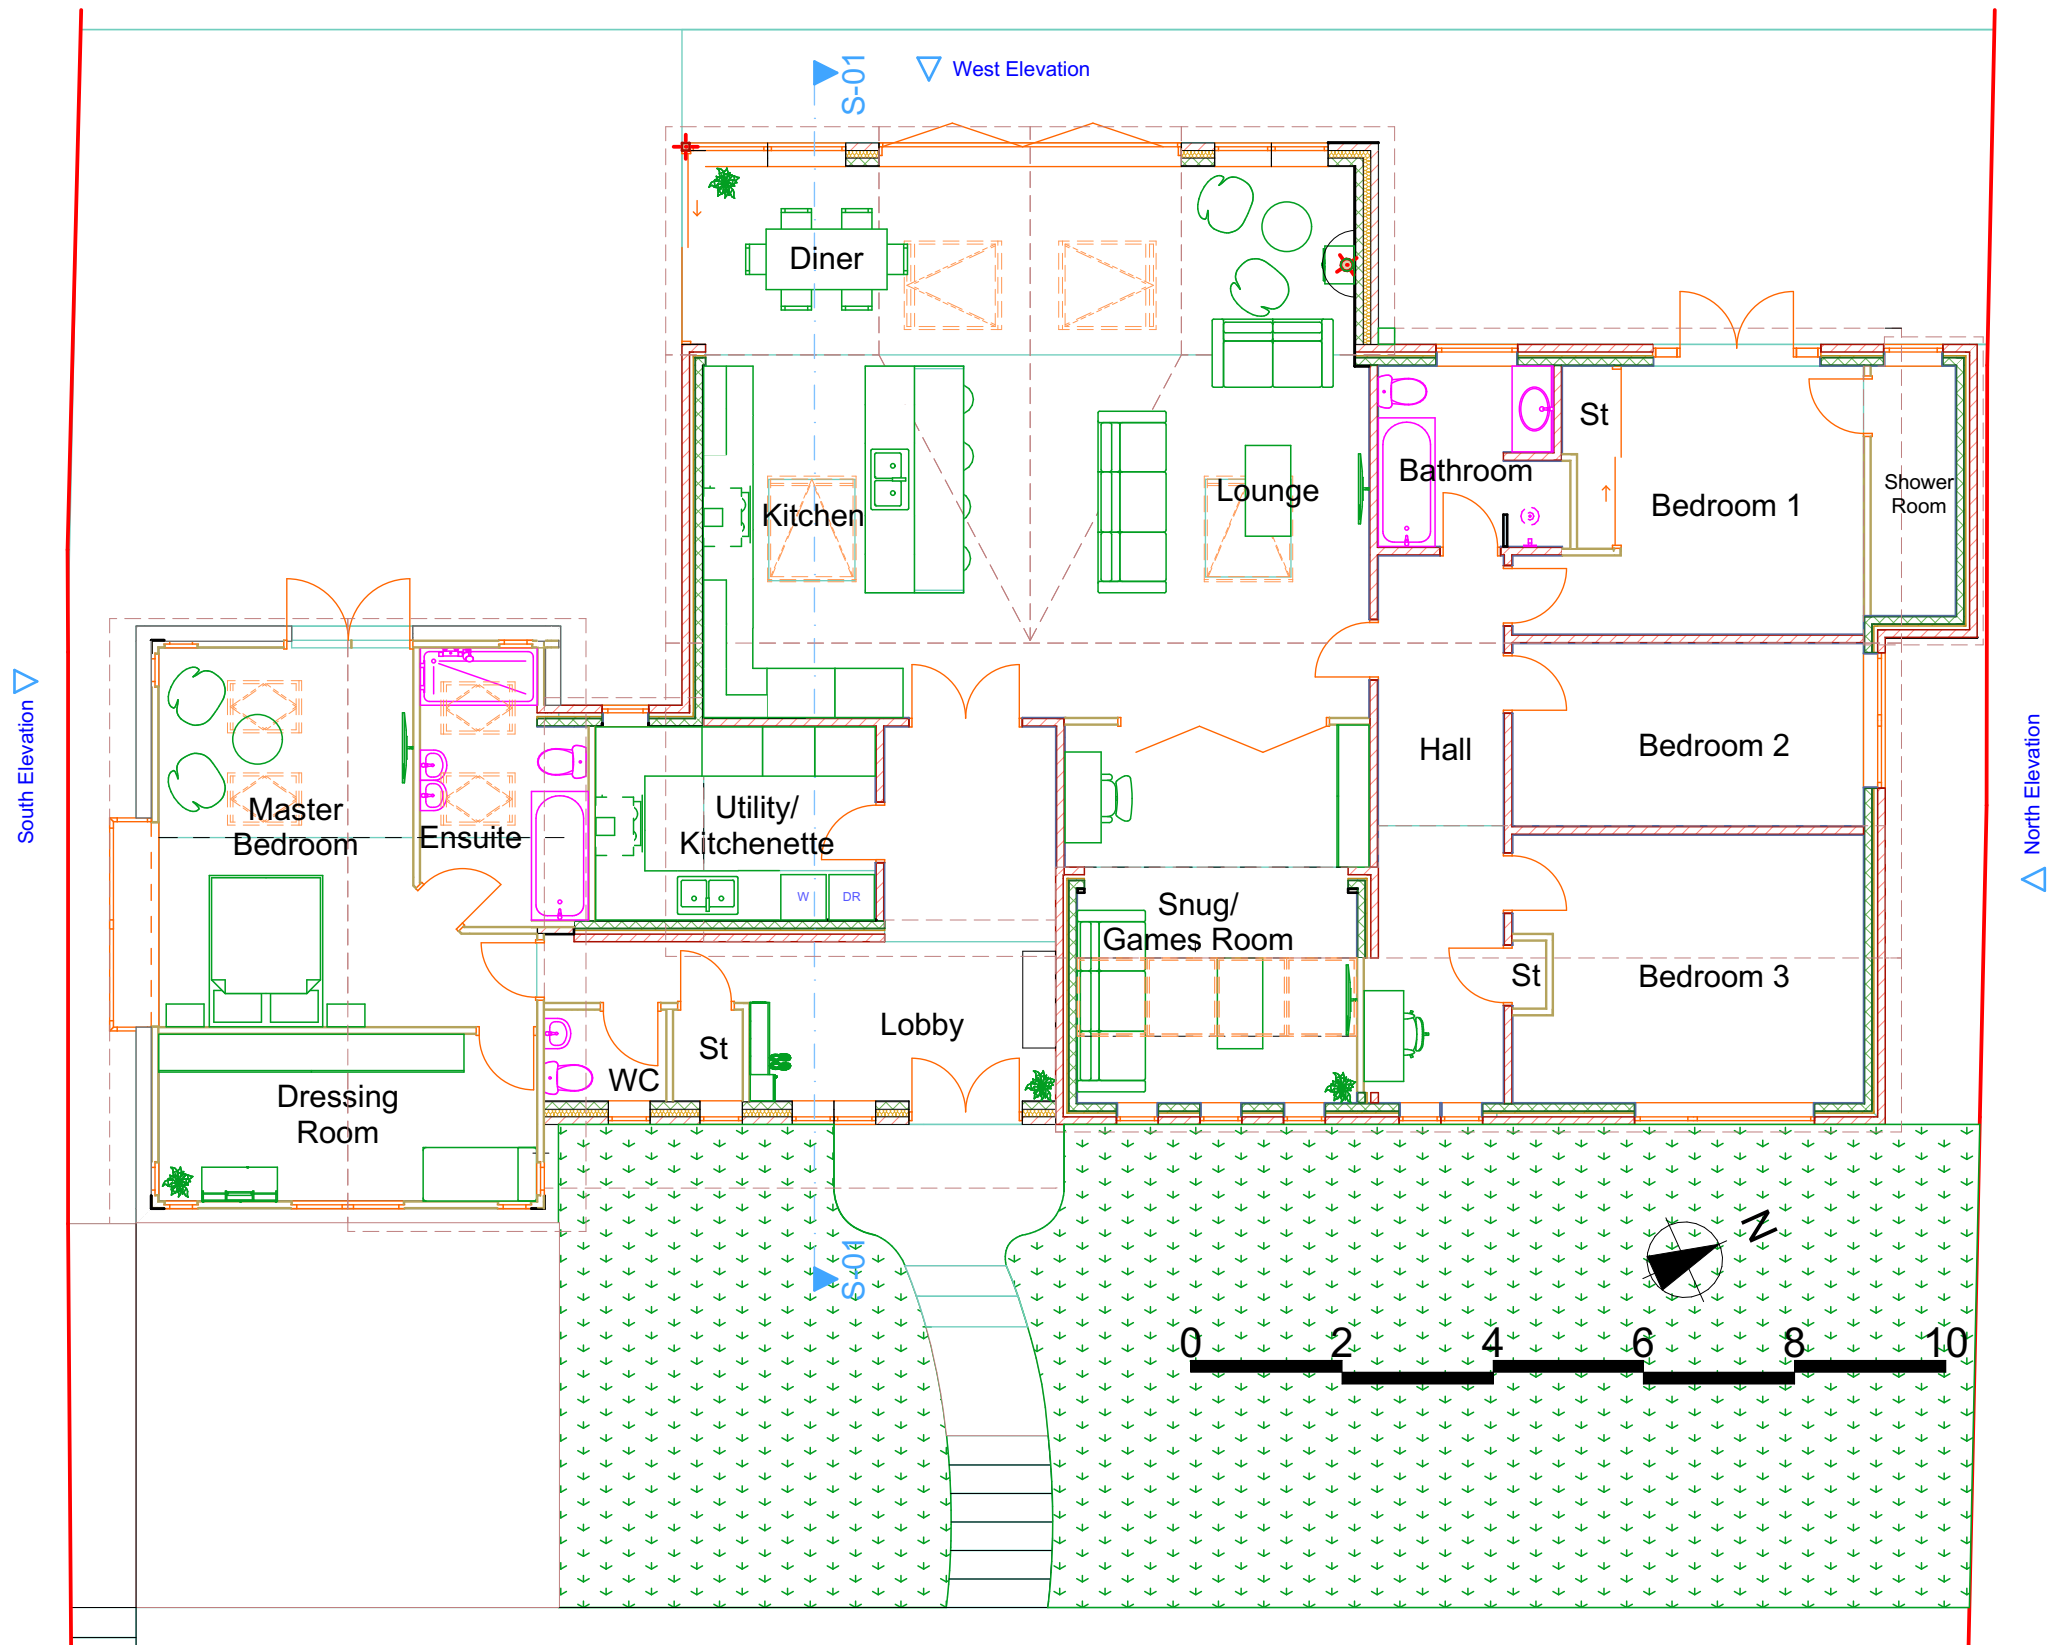 S-01
West Elevation
Diner
St
Bathroom
Lounge
Kitchen
Bedroom 1
Shower
Room
South Elevation
North Elevation
Hall
Bedroom 2
Master
Bedroom
Ensuite
Utility/
Kitchenette
W
DR
Snug/
Games Room
St
Bedroom 3
Lobby
St
WC
Dressing
Room
N
S-01
0 2 4 6 8 10